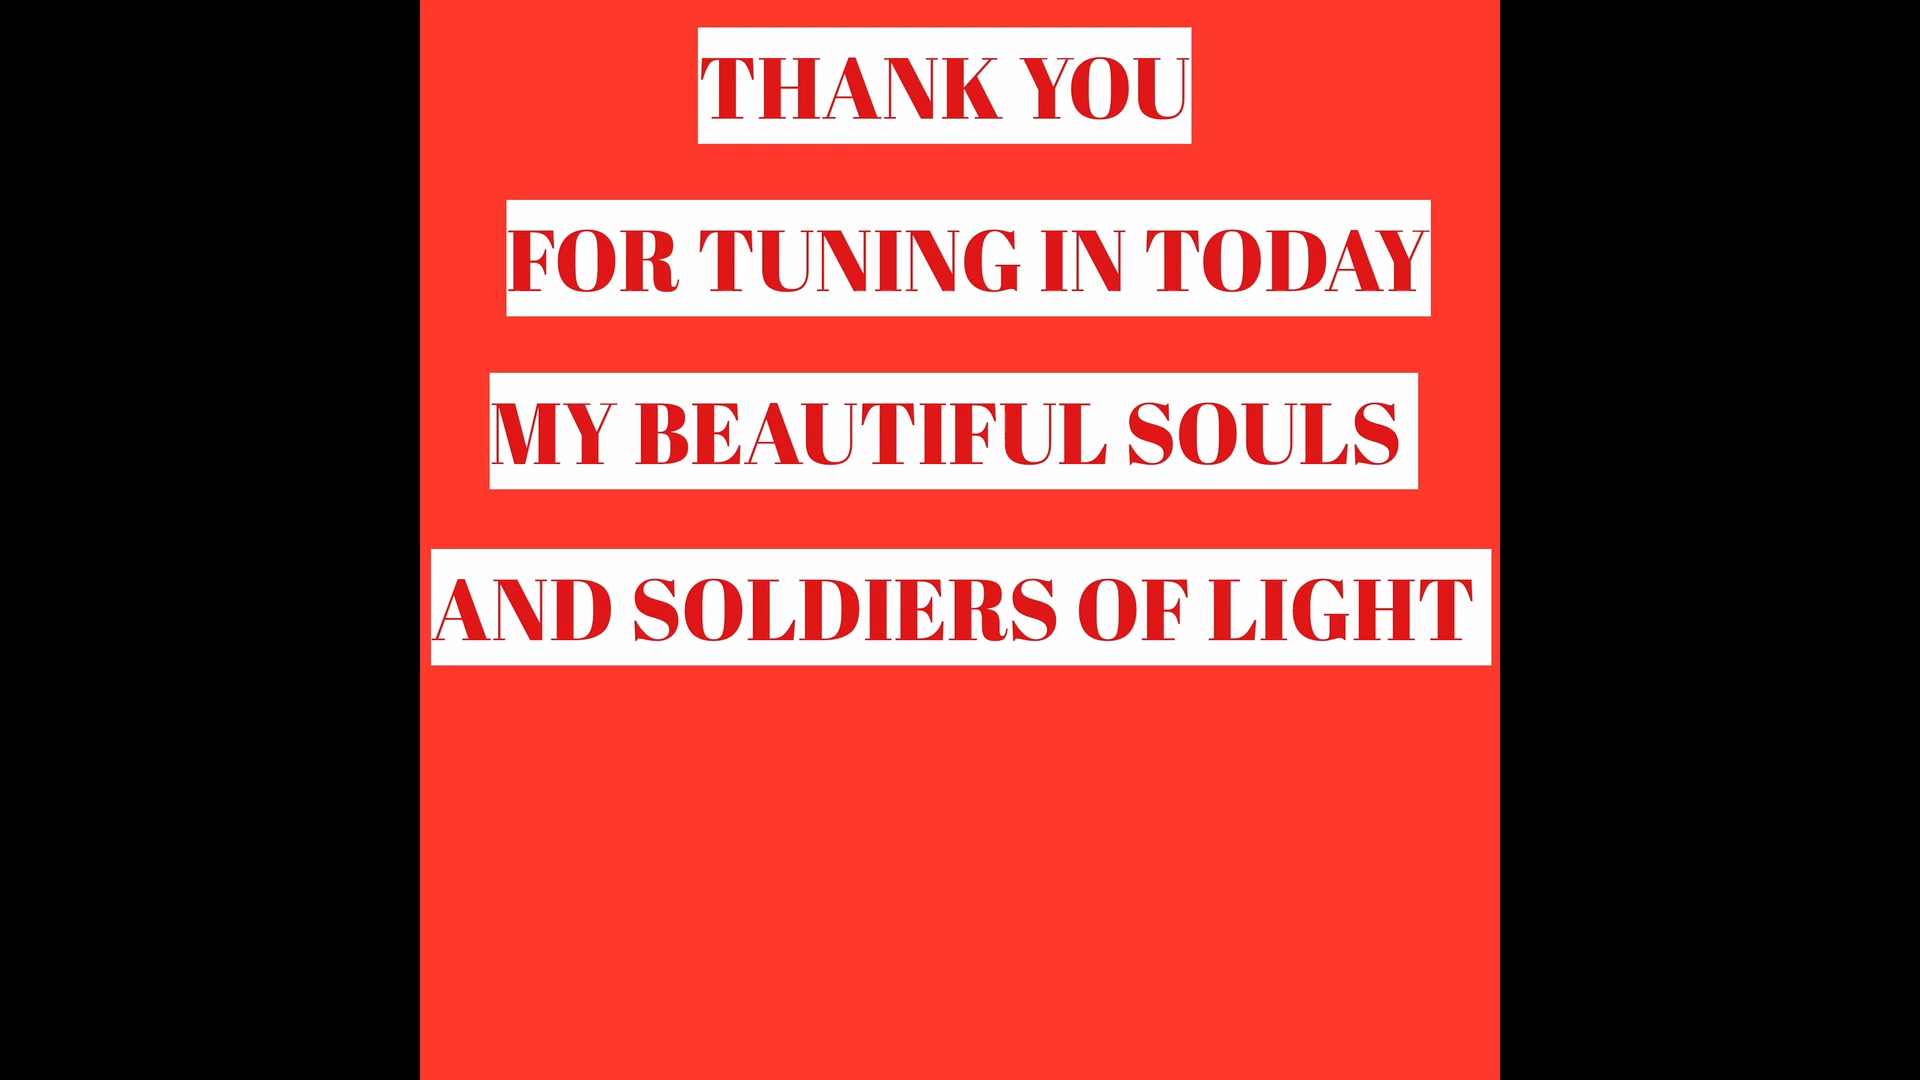 THANK YOU
FOR TUNING IN TODAY
MY BEAUTIFUL SOULS
AND SOLDIERS OF LIGHT